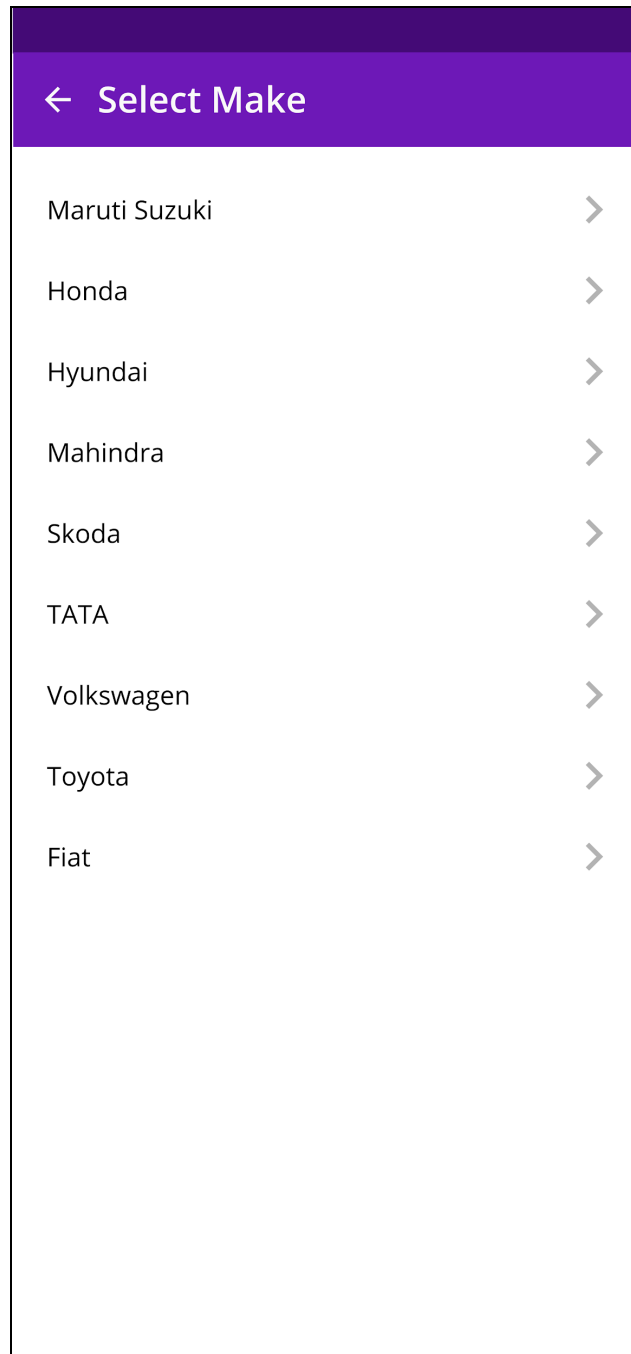 Select Make
Maruti Suzuki
Honda
Hyundai
Mahindra
Skoda
TATA
Volkswagen
Toyota
Fiat